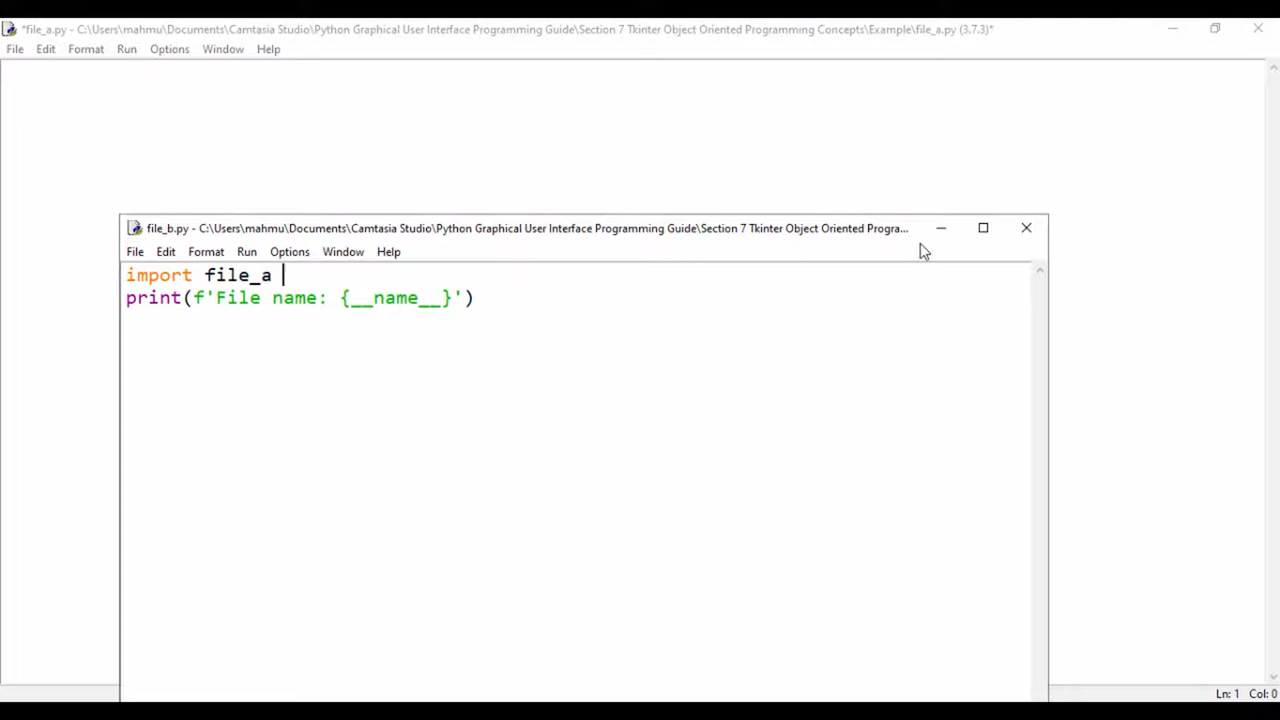 *file_a.py - C:\Users\mahmu\Documents\Camtasia Studio\Python Graphical User Interface Programming Guide\Section 7 Tkinter Object Oriented Programming Concepts\Example\file_a.py (3.7.3)*
File Edit Format Run Options Window Help
file_b.py - C:\Users\mahmu\Documents\Camtasia Studio\Python Graphical User Interface Programming Guide\Section 7 Tkinter Object Oriented Progra...
File Edit Format Run Options Window Help
import file_a
print(f'File name: {__name__}')
Ln: 1 Col: 0